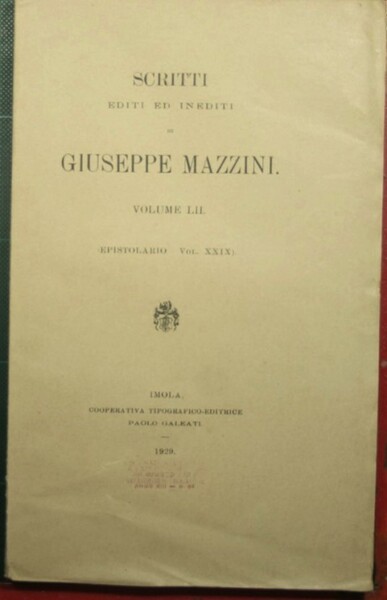 SCRITTI
EDITI ED INEDITI
DI
GIUSEPPE MAZZINI.
VOLUME LII.
EPISTOLARIO VOL. XXIX)
IMOLA,
COOPERATIVA TIPOGRAFICO-EDITRICE
PAOLO GALEATI.
1929.